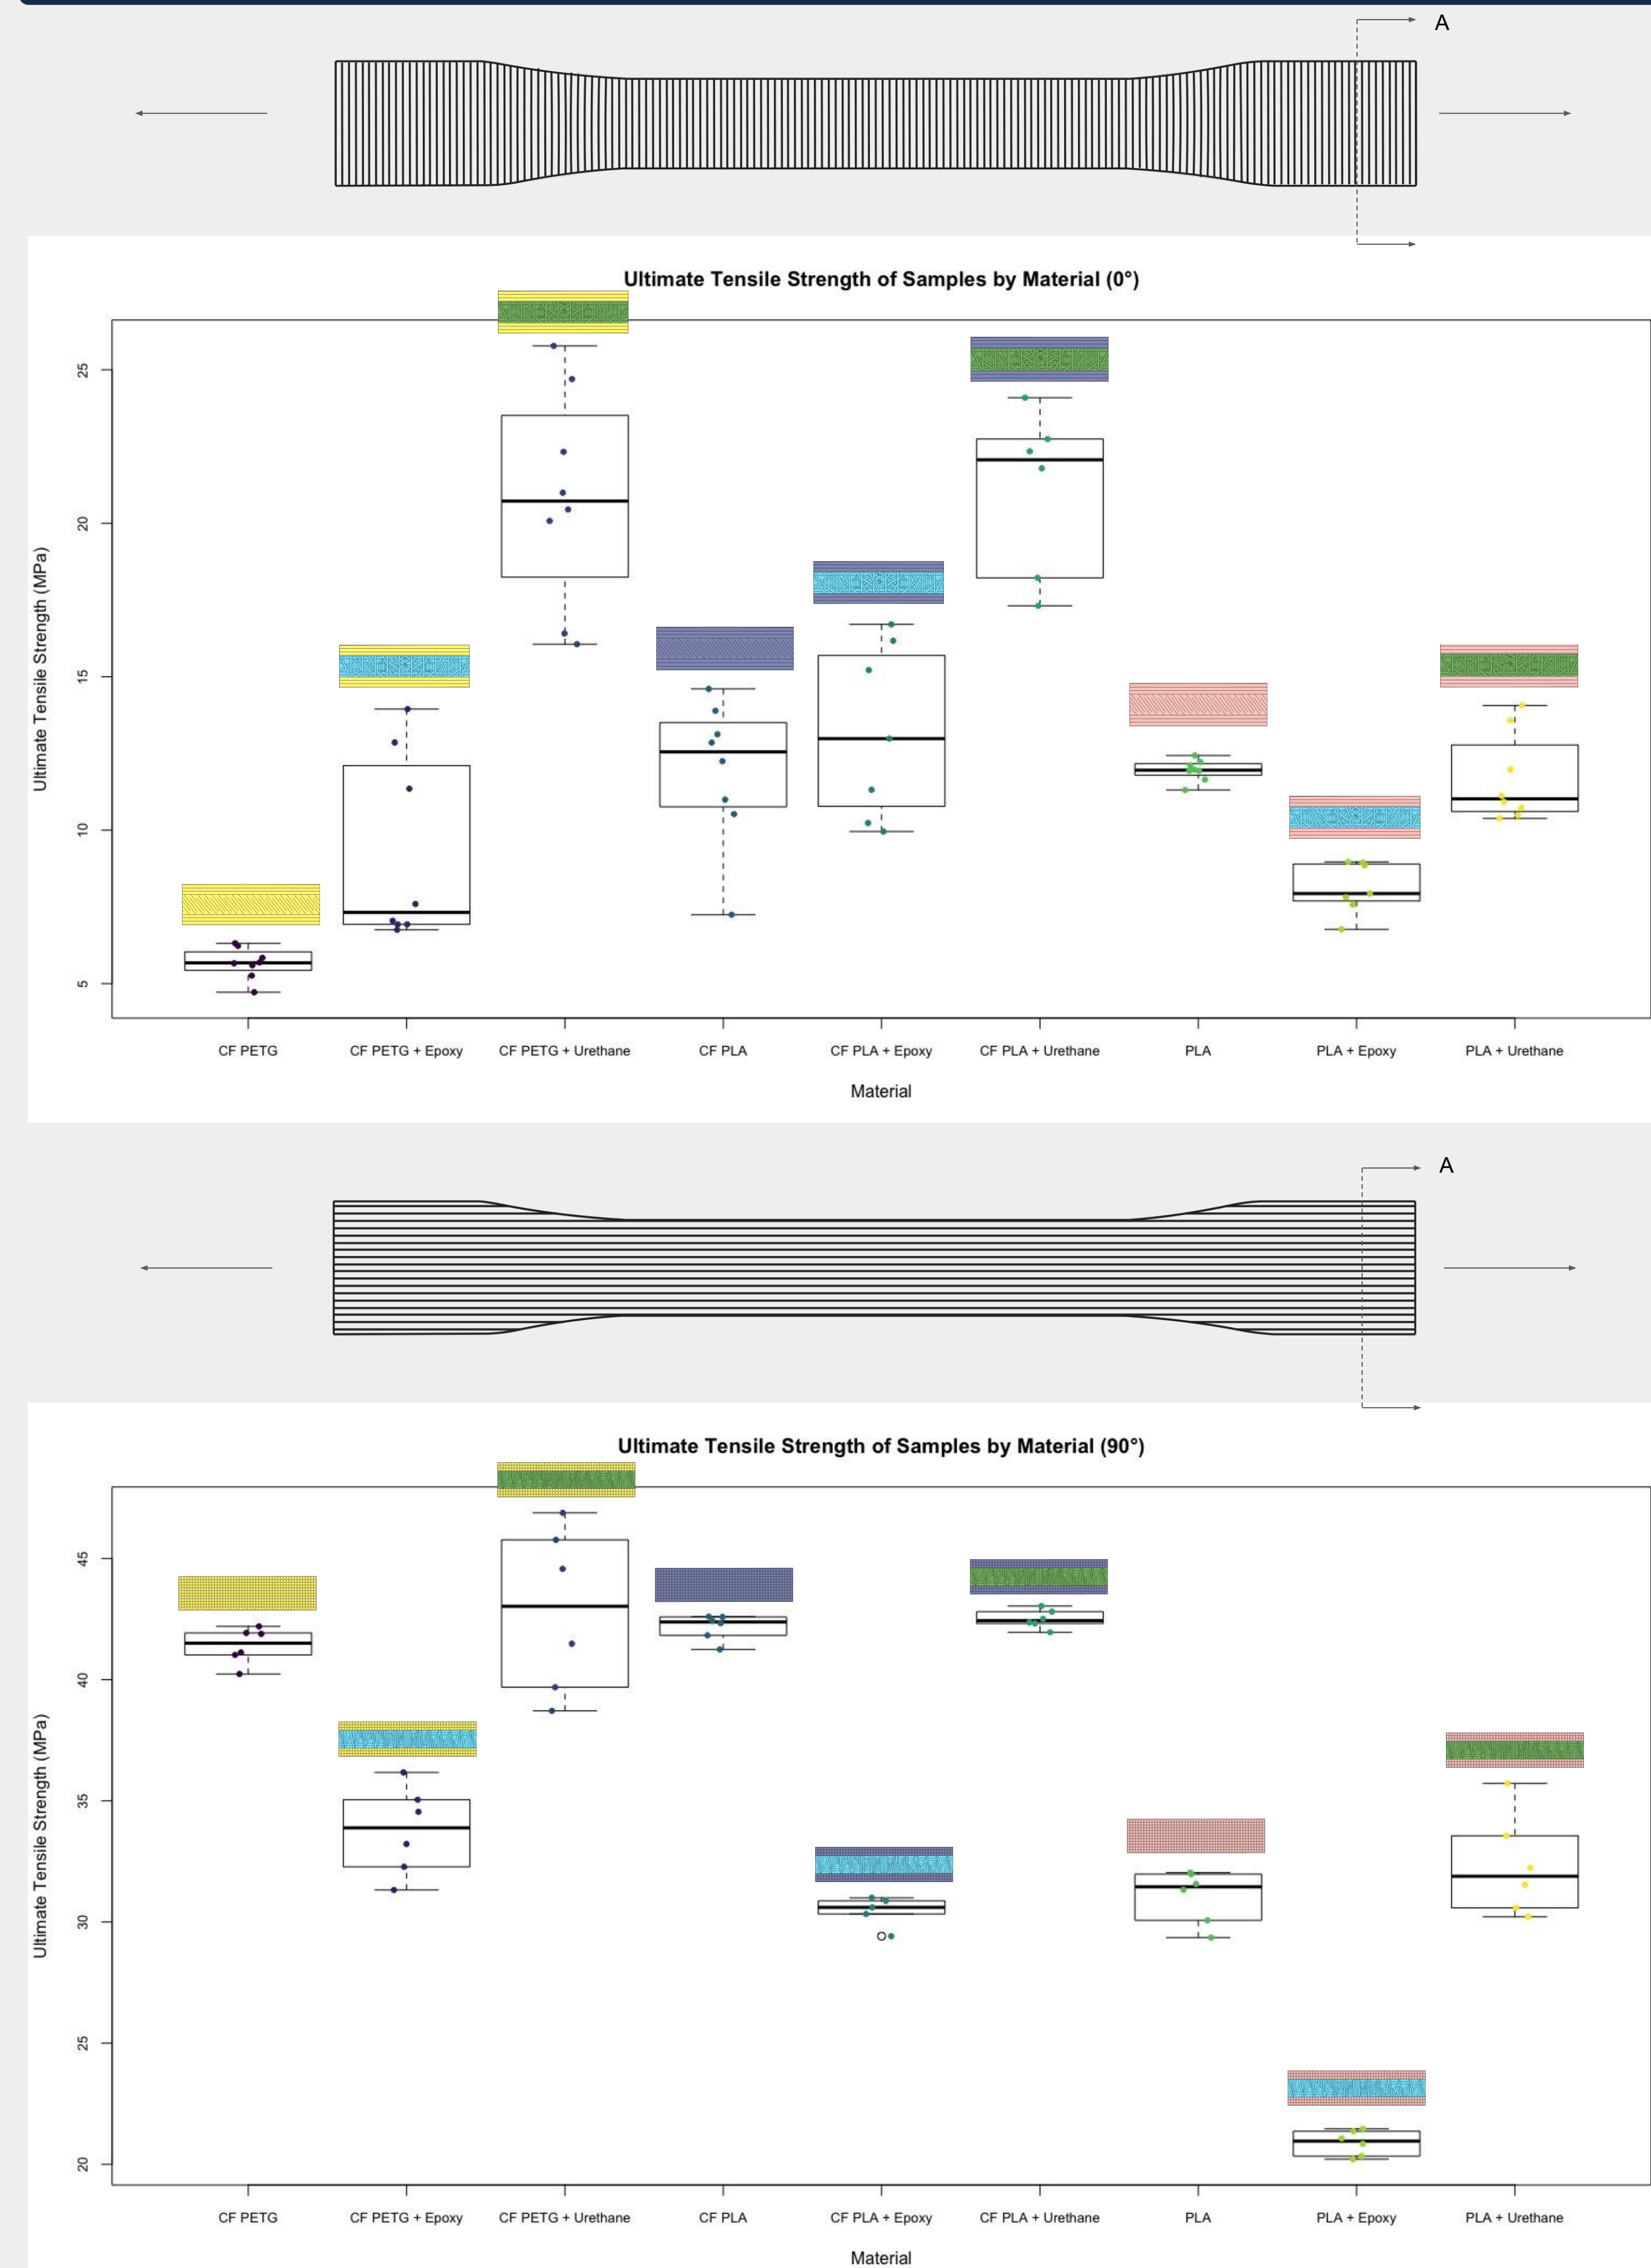 A
Ultimate Tensile Strength of Samples by Material (0°)
Ultimate Tensile Strength (MPa)
25
20
15
10
5
CF PETG
CF PETG + Epoxy
CF PETG + Urethane
CF PLA
CF PLA + Epoxy
CF PLA + Urethane
PLA
PLA + Epoxy
PLA + Urethane
Material
A
Ultimate Tensile Strength of Samples by Material (90°)
Ultimate Tensile Strength (MPa)
45
40
35
30
25
20
CF PETG
CF PETG + Epoxy
CF PETG + Urethane
CF PLA
CF PLA + Epoxy
CF PLA + Urethane
PLA
PLA + Epoxy
PLA + Urethane
Material